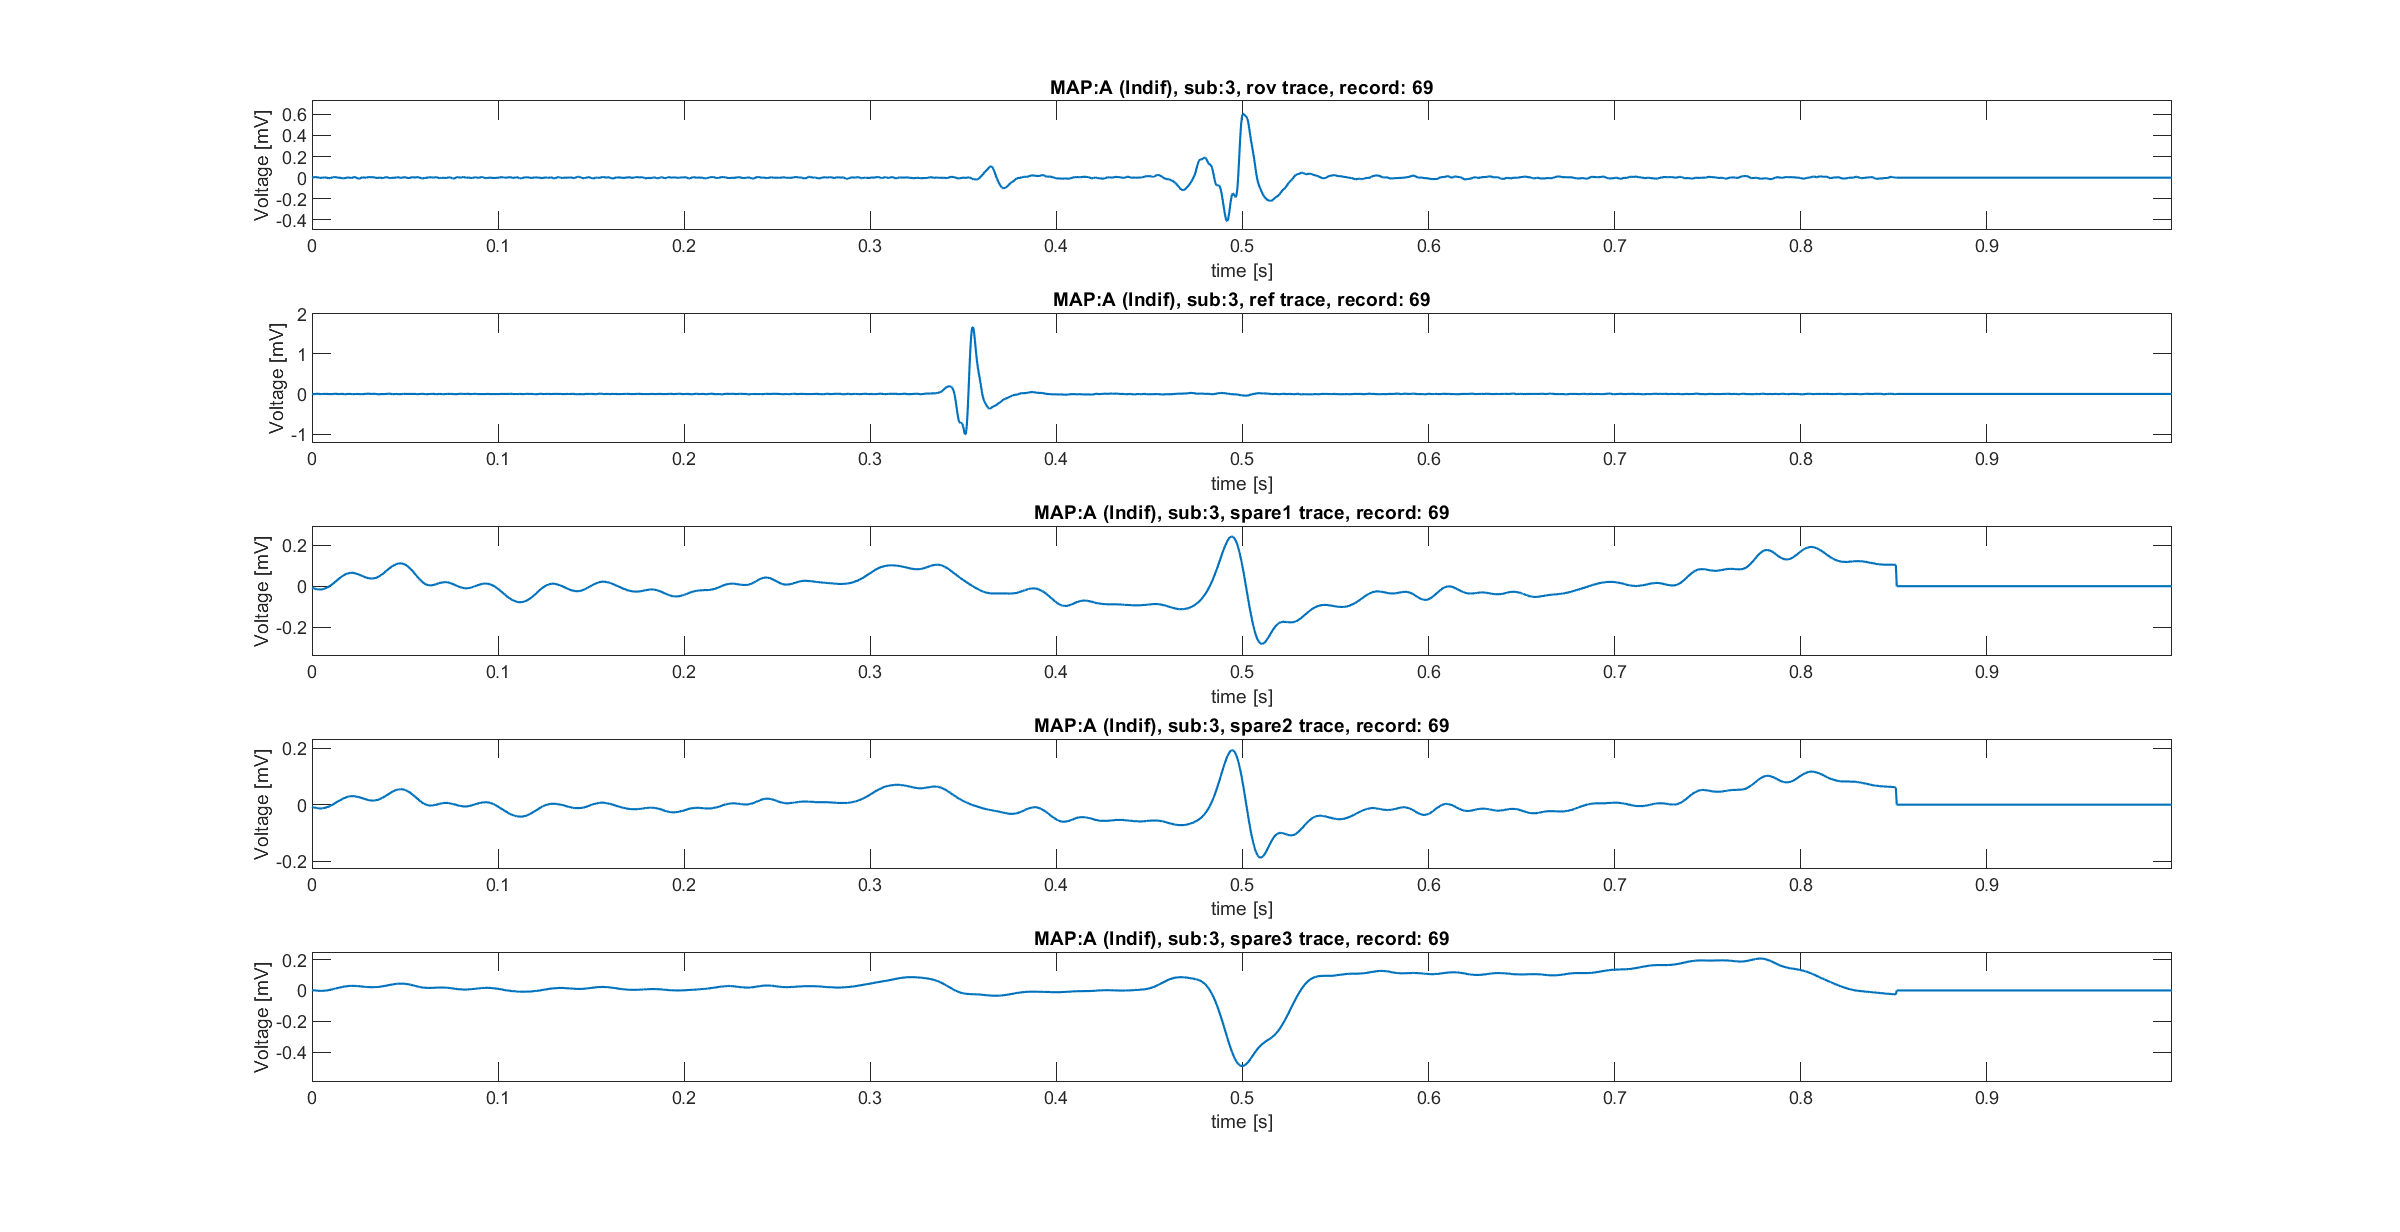 MAP:A (Indif), sub:3, rov trace, record: 69
Voltage [mV]
0.6
0.4
0.2
0
-0.2
-0.4
0 0.1 0.2 0.3 0.4 0.5 0.6 0.7 0.8 0.9
time [s]
MAP:A (Indif), sub:3, ref trace, record: 69
Voltage [mV]
2
1
0
-1
0 0.1 0.2 0.3 0.4 0.5 0.6 0.7 0.8 0.9
time [s]
MAP:A (Indif), sub:3, spare1 trace, record: 69
Voltage [mV]
0.2
0
-0.2
0 0.1 0.2 0.3 0.4 0.5 0.6 0.7 0.8 0.9
time [s]
MAP:A (Indif), sub:3, spare2 trace, record: 69
Voltage [mV]
0.2
0
-0.2
0 0.1 0.2 0.3 0.4 0.5 0.6 0.7 0.8 0.9
time [s]
MAP:A (Indif), sub:3, spare3 trace, record: 69
Voltage [mV]
0.2
0
-0.2
-0.4
0 0.1 0.2 0.3 0.4 0.5 0.6 0.7 0.8 0.9
time [s]